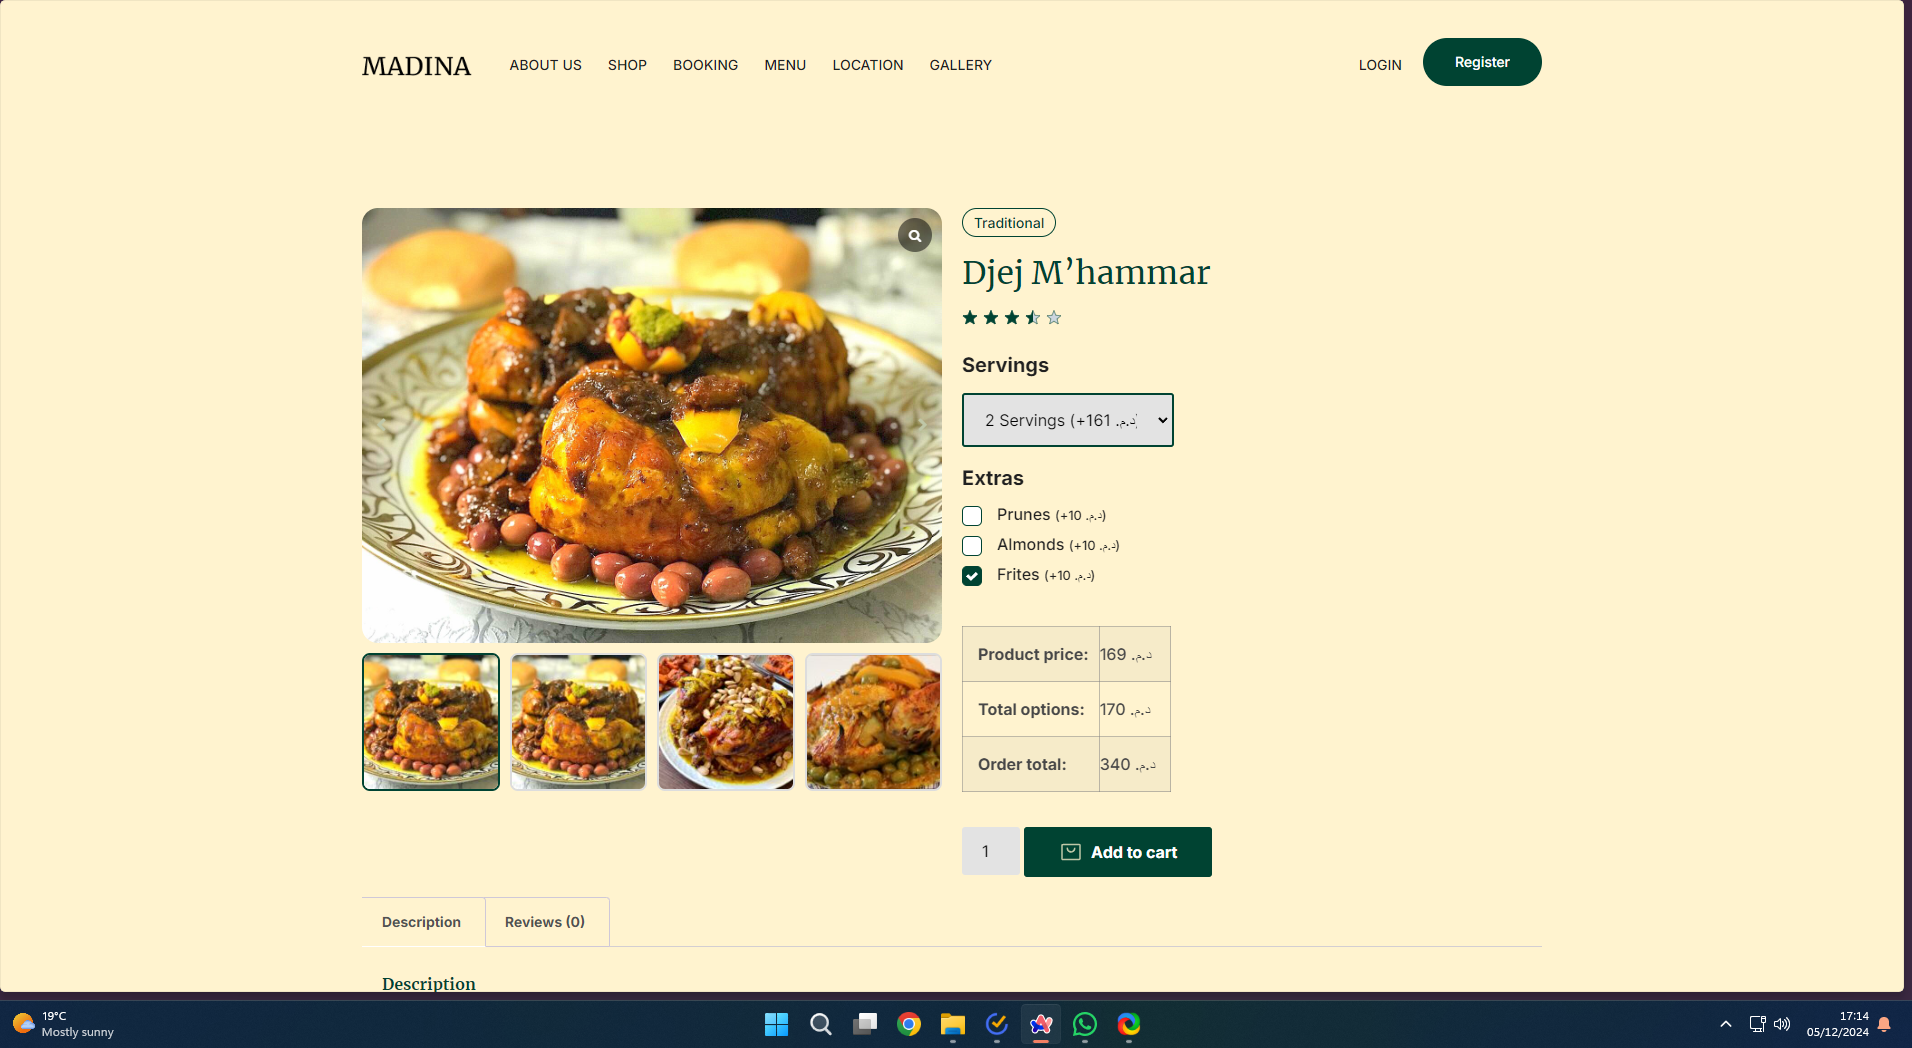 MADINA
ABOUT US
SHOP
BOOKING
MENU
LOCATION
GALLERY
LOGIN
Register
Traditional
Djej M’hammar
Servings
2 Servings (+161 د.م.
Extras
Prunes (+10 د.م.)
Almonds (+10 د.م.)
Frites (+10 د.م.)
Product price: 169 د.م.
Total options: 170 د.م.
Order total: 340 د.م.
1
Add to cart
Description
Reviews (0)
Description
19°C
Mostly sunny
17:14
05/12/2024